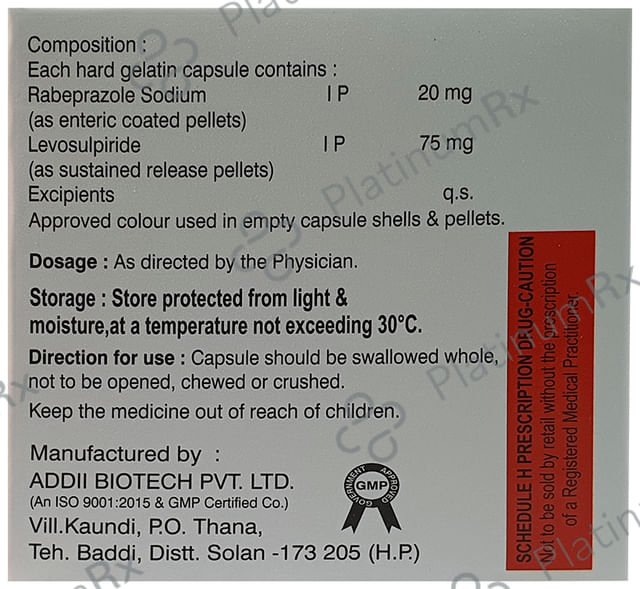 Composition :
Each hard gelatin capsule contains :
Rabeprazole Sodium I P 20 mg
(as enteric coated pellets)
Levosulpiride I P 75 mg
(as sustained release pellets)
Excipients q.s.
Approved colour used in empty capsule shells & pellets.
Dosage : As directed by the Physician.
Storage : Store protected from light &
moisture,at a temperature not exceeding 30°C.
Direction for use : Capsule should be swallowed whole,
not to be opened, chewed or crushed.
Keep the medicine out of reach of children.
Manufactured by :
ADDII BIOTECH PVT. LTD.
(An ISO 9001:2015 & GMP Certified Co.)
Vill.Kaundi, P.O. Thana,
Teh. Baddi, Distt. Solan -173 205 (H.P.)
GOVERNMENT APPROVED
GMP
SCHEDULE H PRESCRIPTION DRUG-CAUTION
Not to be sold by retail without the prescription
of a Registered Medical Practitioner.
PlatinumRx
PlatinumRx
PlatinumRx